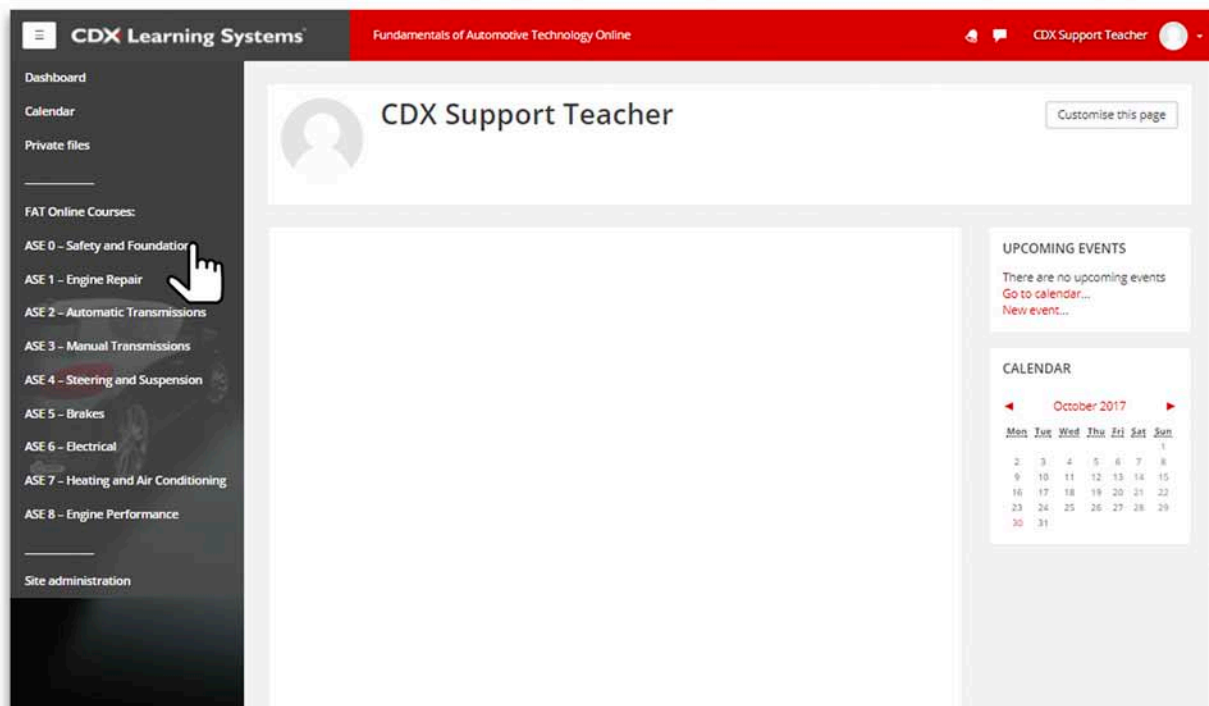 CDX Learning Systems
Fundamentals of Automotive Technology Online
CDX Support Teacher
Dashboard
Calendar
Private files
FAT Online Courses:
ASE 0 – Safety and Foundation
ASE 1 – Engine Repair
ASE 2 – Automatic Transmissions
ASE 3 – Manual Transmissions
ASE 4 – Steering and Suspension
ASE 5 – Brakes
ASE 6 – Electrical
ASE 7 – Heating and Air Conditioning
ASE 8 – Engine Performance
Site administration
CDX Support Teacher
Customise this page
UPCOMING EVENTS
There are no upcoming events
Go to calendar...
New event...
CALENDAR
◄ October 2017 ►
Mon Tue Wed Thu Fri Sat Sun
1
2 3 4 5 6 7 8
9 10 11 12 13 14 15
16 17 18 19 20 21 22
23 24 25 26 27 28 29
30 31